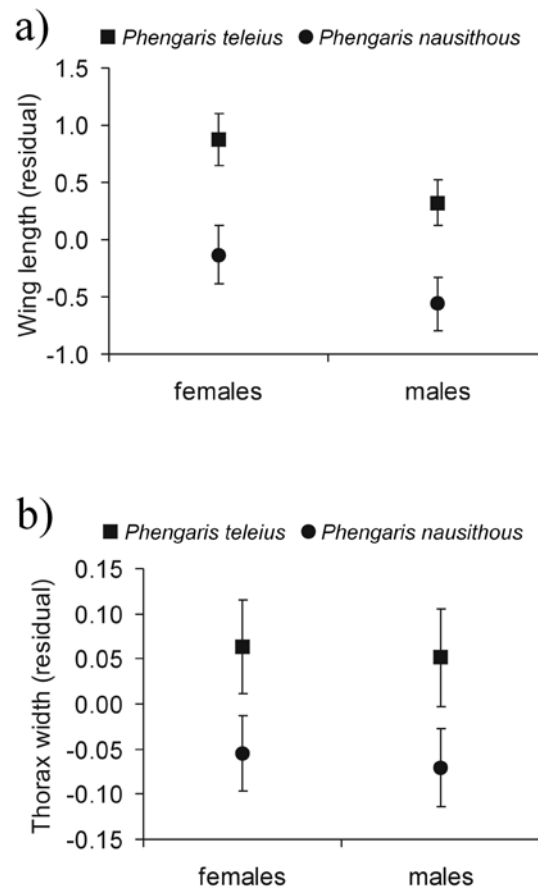 a)
■ Phengaris teleius ● Phengaris nausithous
Wing length (residual)
1.5
1.0
0.5
0.0
-0.5
-1.0
females males
b)
■ Phengaris teleius ● Phengaris nausithous
Thorax width (residual)
0.15
0.10
0.05
0.00
-0.05
-0.10
-0.15
females males